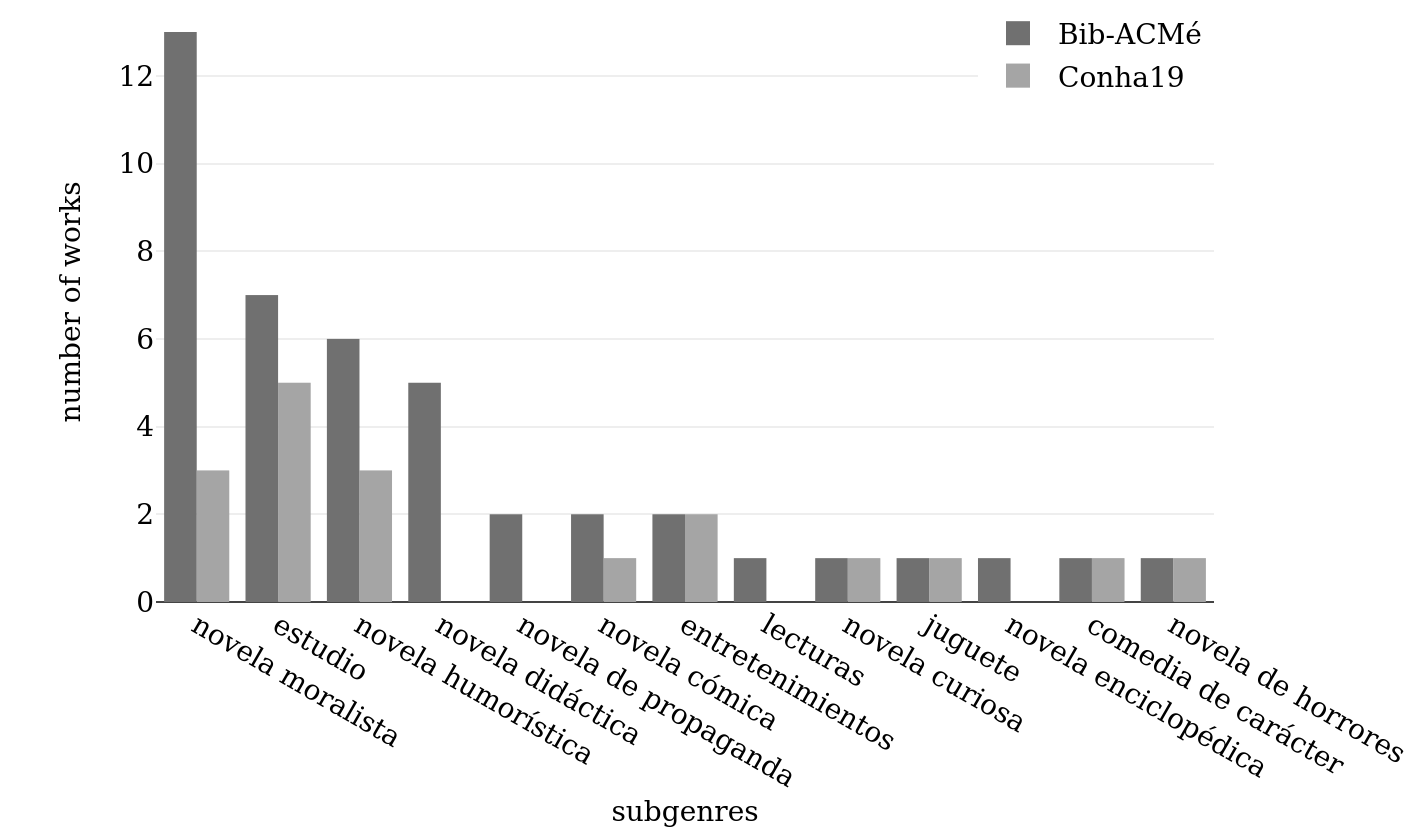 Bib-ACMé
Conha19
12
10
8
6
4
2
0
number of works
novela moralista
estudio
novela humorística
novela didáctica
novela de propaganda
novela cómica
entretenimientos
lecturas
novela curiosa
juguete
novela enciclopédica
comedia de carácter
novela de horrores
subgenres